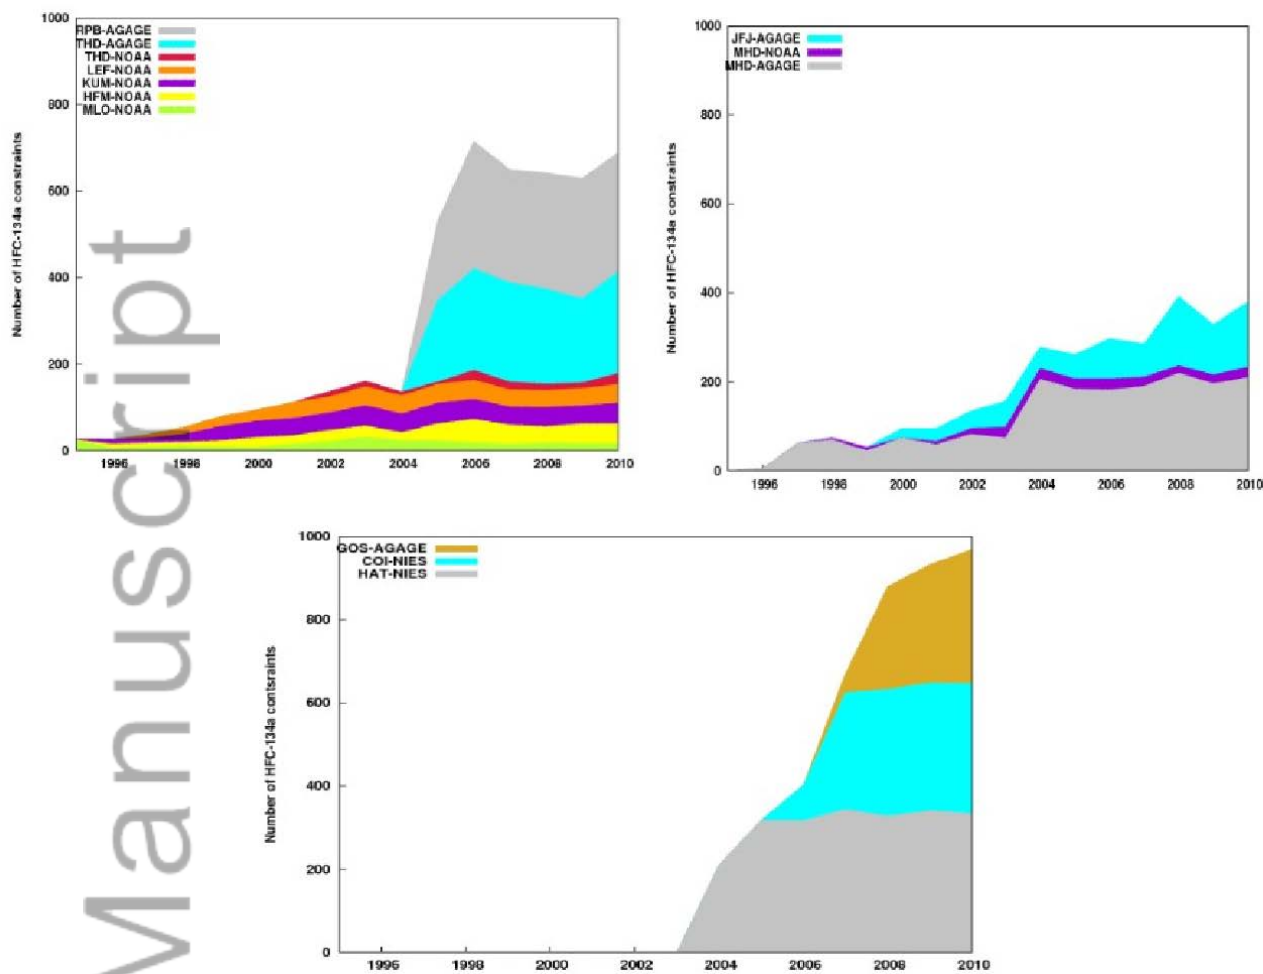 1000
800
600
400
200
0
Number of HFC-134a constraints
RPB-AGAGE
THD-AGAGE
THD-NOAA
LEF-NOAA
KUM-NOAA
HFM-NOAA
MLO-NOAA
1996 1998 2000 2002 2004 2006 2008 2010
1000
800
600
400
200
0
Number of HFC-134a constraints
JFJ-AGAGE
MHD-NOAA
MHD-AGAGE
1996 1998 2000 2002 2004 2006 2008 2010
1000
800
600
400
200
0
Number of HFC-134a contsraints
GOS-AGAGE
COI-NIES
HAT-NIES
1996 1998 2000 2002 2004 2006 2008 2010
Manuscript